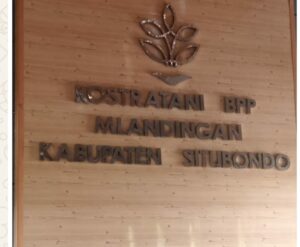 KOSTRATANI BPP
MLANDINGAN
KABUPATEN SITUBONDO